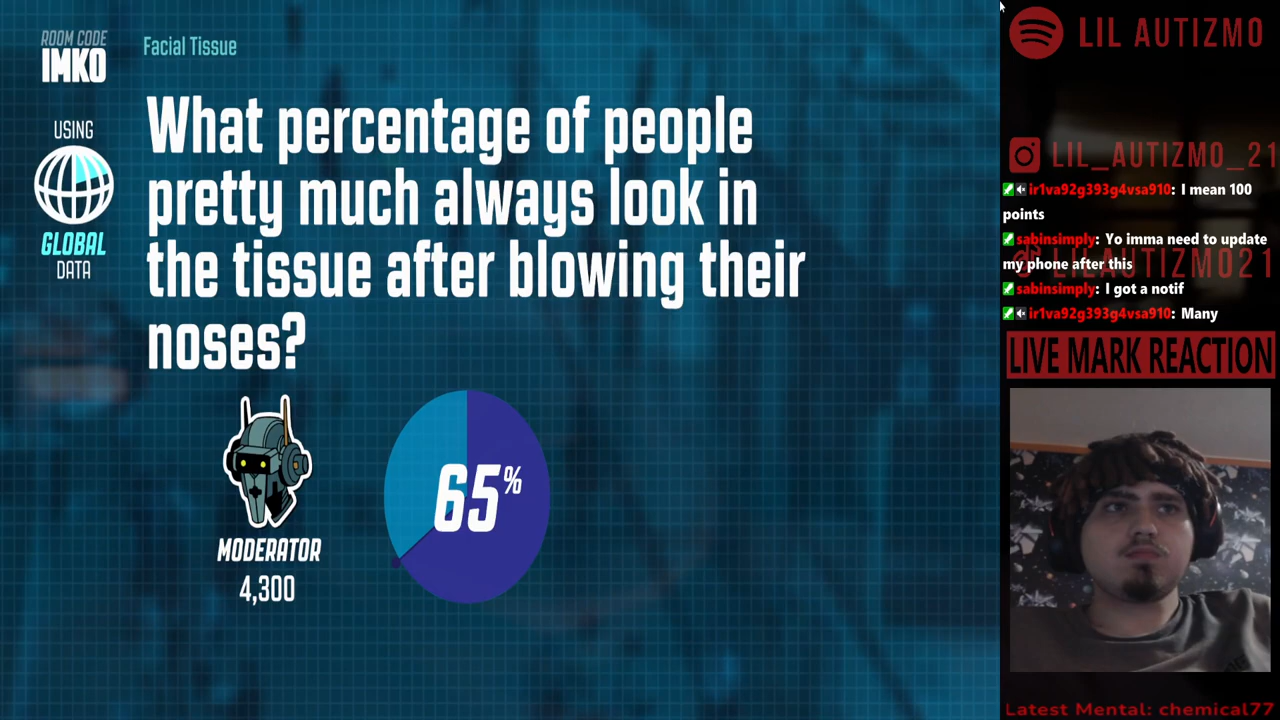 ROOM CODE
IMKO
Facial Tissue
USING
GLOBAL
DATA
What percentage of people
pretty much always look in
the tissue after blowing their
noses?
65%
MODERATOR
4,300
LIL AUTIZMO
LIL_AUTIZMO_21
ir1va92g393g4vsa910: I mean 100
points
sabinsimply: Yo imma need to update
my phone after this
LILAUTIZMO21
sabinsimply: I got a notif
ir1va92g393g4vsa910: Many
LIVE MARK REACTION
Latest Mental: chemical77